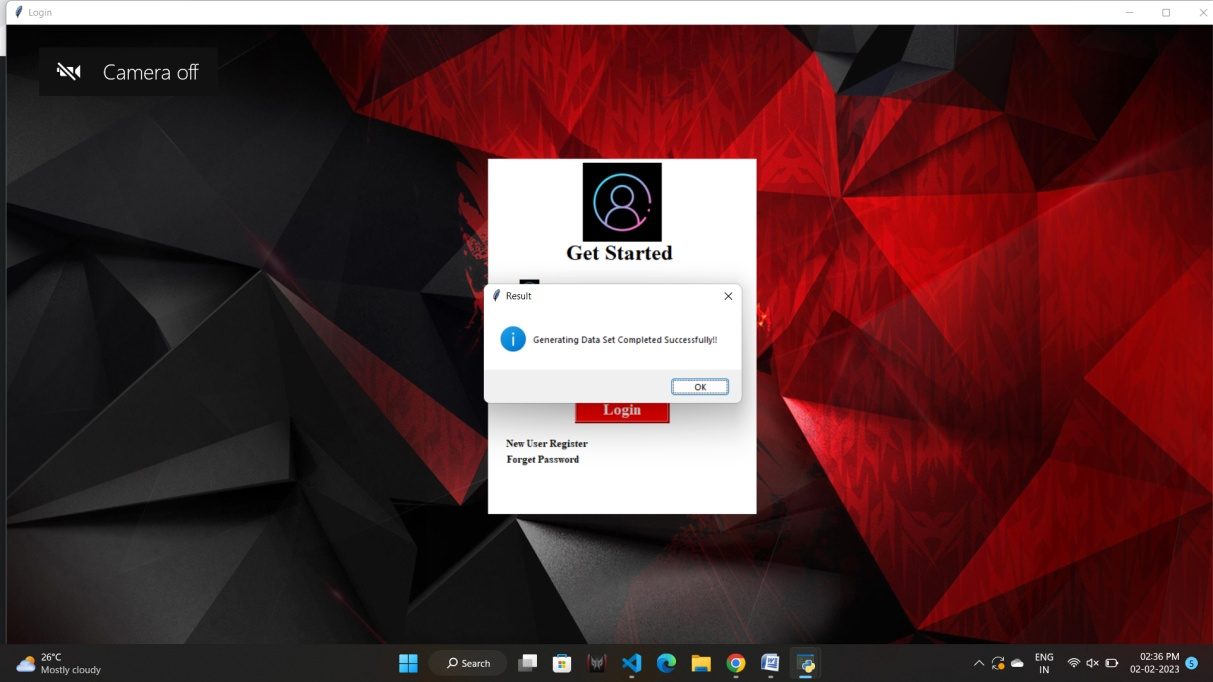 Login
Camera off
Get Started
Result
Generating Data Set Completed Successfully!!
OK
Login
New User Register
Forget Password
26°C
Mostly cloudy
Search
ENG
IN
02:36 PM
02-02-2023
5